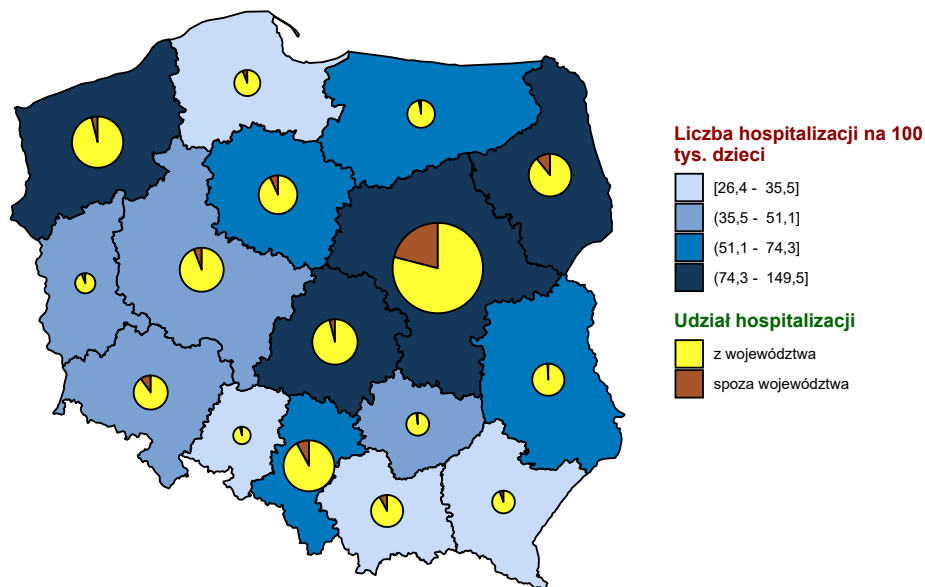 Liczba hospitalizacji na 100
tys. dzieci
[26,4 - 35,5]
(35,5 - 51,1]
(51,1 - 74,3]
(74,3 - 149,5]
Udział hospitalizacji
z województwa
spoza województwa